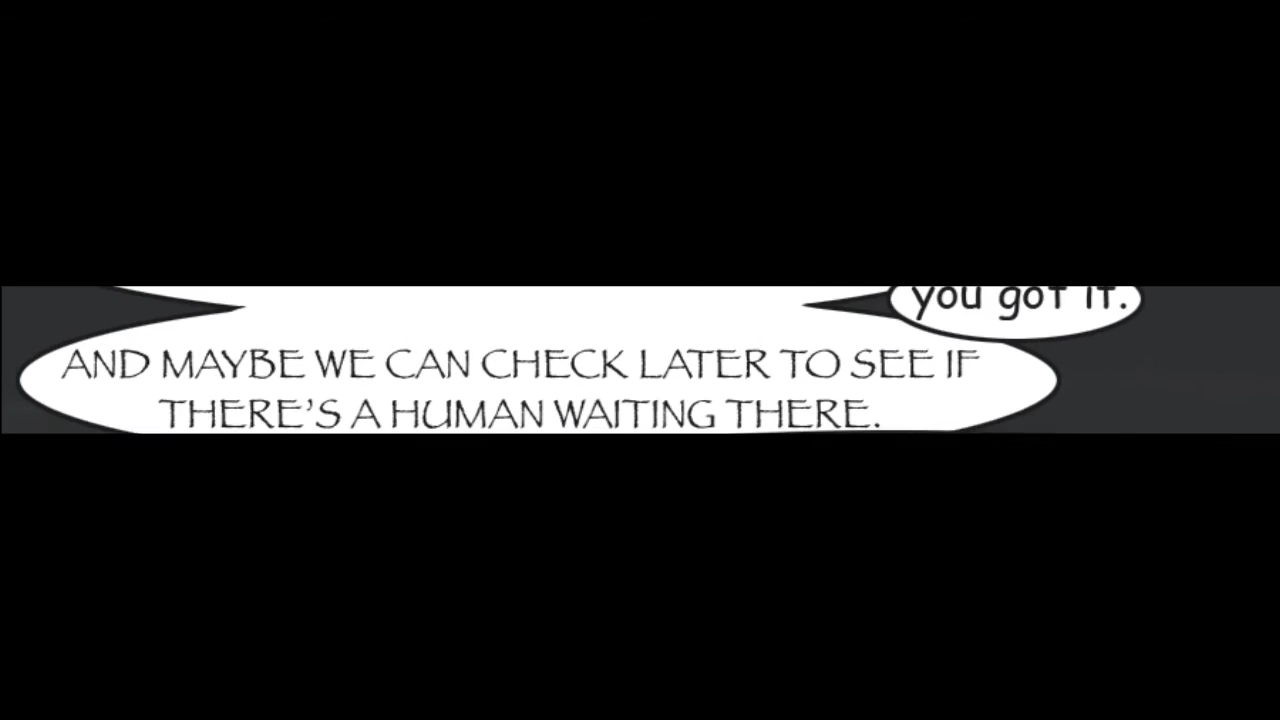 you got it.
AND MAYBE WE CAN CHECK LATER TO SEE IF
THERE'S A HUMAN WAITING THERE.